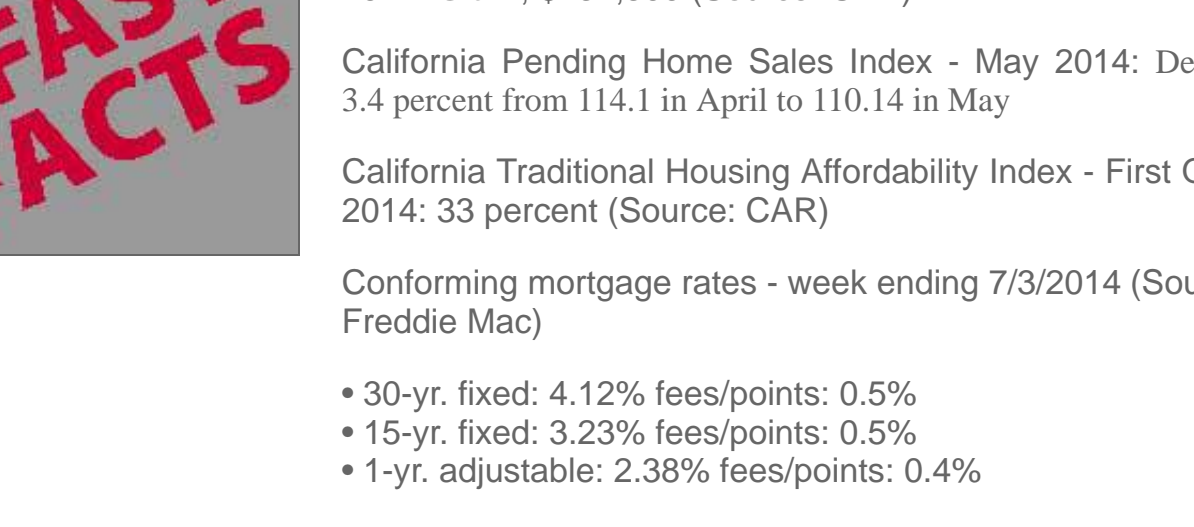 FAST
FACTS
California Pending Home Sales Index - May 2014: De
3.4 percent from 114.1 in April to 110.14 in May
California Traditional Housing Affordability Index - First
2014: 33 percent (Source: CAR)
Conforming mortgage rates - week ending 7/3/2014 (Sou
Freddie Mac)
• 30-yr. fixed: 4.12% fees/points: 0.5%
• 15-yr. fixed: 3.23% fees/points: 0.5%
• 1-yr. adjustable: 2.38% fees/points: 0.4%